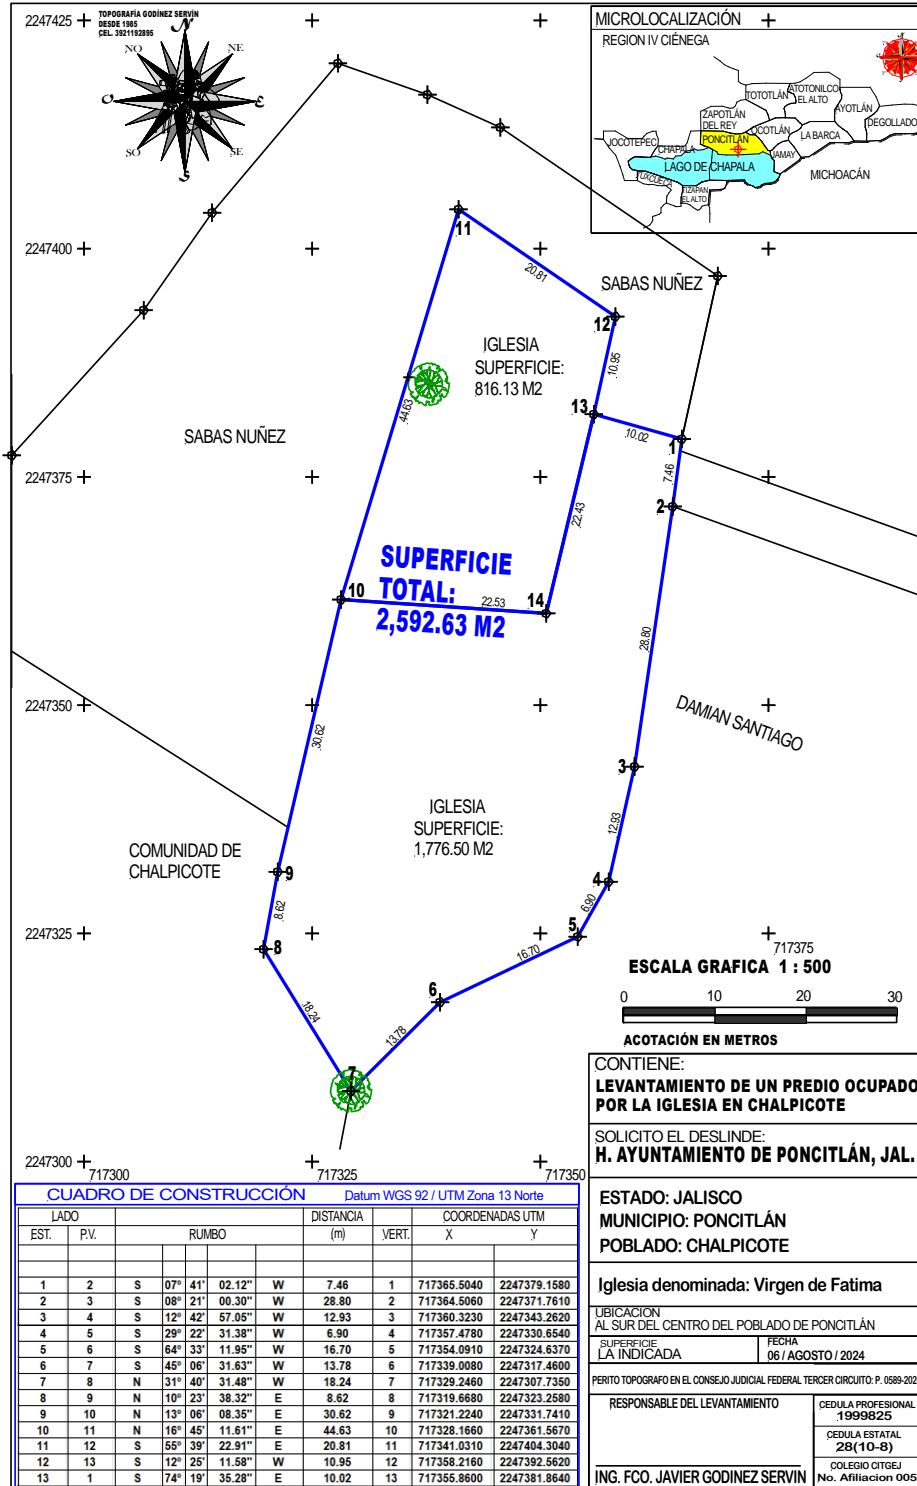 TOPOGRAFÍA GODÍNEZ SERVÍN
DESDE 1985
CEL. 3921192895
N
NO
NE
O
E
SO
SE
S
2247425
2247400
2247375
2247350
2247325
2247300
717300
717325
717350
717375
MICROLOCALIZACIÓN
REGION IV CIÉNEGA
TOTOTLÁN
ATOTONILCO
EL ALTO
AYOTLÁN
DEGOLLADO
ZAPOTLÁN
DEL REY
OCOTLÁN
LA BARCA
JOCOTEPEC
CHAPALA
PONCITLÁN
JAMAY
LAGO DE CHAPALA
TUXCUECA
TIZAPAN
EL ALTO
MICHOACÁN
11
20.81
SABAS NUÑEZ
12
IGLESIA
SUPERFICIE:
816.13 M2
10.95
44.63
13
10.02
1
SABAS NUÑEZ
7.46
2
22.43
SUPERFICIE
TOTAL:
2,592.63 M2
10
22.53
14
28.80
DAMIAN SANTIAGO
30.62
3
12.93
IGLESIA
SUPERFICIE:
1,776.50 M2
COMUNIDAD DE
CHALPICOTE
9
4
8.62
6.90
5
8
16.70
6
18.24
13.78
7
ESCALA GRAFICA 1 : 500
0 10 20 30
ACOTACIÓN EN METROS
CONTIENE:
LEVANTAMIENTO DE UN PREDIO OCUPADO
POR LA IGLESIA EN CHALPICOTE
SOLICITO EL DESLINDE:
H. AYUNTAMIENTO DE PONCITLÁN, JAL.
ESTADO: JALISCO
MUNICIPIO: PONCITLÁN
POBLADO: CHALPICOTE
Iglesia denominada: Virgen de Fatima
UBICACION
AL SUR DEL CENTRO DEL POBLADO DE PONCITLÁN
SUPERFICIE
LA INDICADA
FECHA
06 / AGOSTO / 2024
PERITO TOPOGRAFO EN EL CONSEJO JUDICIAL FEDERAL TERCER CIRCUITO: P. 0589-202
RESPONSABLE DEL LEVANTAMIENTO
ING. FCO. JAVIER GODINEZ SERVIN
CEDULA PROFESIONAL
1999825
CEDULA ESTATAL
28(10-8)
COLEGIO CITGEJ
No. Afiliacion 005
CUADRO DE CONSTRUCCIÓN Datum WGS 92 / UTM Zona 13 Norte
LADO RUMBO DISTANCIA COORDENADAS UTM
EST. P.V. (m) VERT. X Y
1 2 S 07° 41' 02.12" W 7.46 1 717365.5040 2247379.1580
2 3 S 08° 21' 00.30" W 28.80 2 717364.5060 2247371.7610
3 4 S 12° 42' 57.05" W 12.93 3 717360.3230 2247343.2620
4 5 S 29° 22' 31.38" W 6.90 4 717357.4780 2247330.6540
5 6 S 64° 33' 11.95" W 16.70 5 717354.0910 2247324.6370
6 7 S 45° 06' 31.63" W 13.78 6 717339.0080 2247317.4600
7 8 N 31° 40' 31.48" W 18.24 7 717329.2460 2247307.7350
8 9 N 10° 23' 38.32" E 8.62 8 717319.6680 2247323.2580
9 10 N 13° 06' 08.35" E 30.62 9 717321.2240 2247331.7410
10 11 N 16° 45' 11.61" E 44.63 10 717328.1660 2247361.5670
11 12 S 55° 39' 22.91" E 20.81 11 717341.0310 2247404.3040
12 13 S 12° 25' 11.58" W 10.95 12 717358.2160 2247392.5620
13 1 S 74° 19' 35.28" E 10.02 13 717355.8600 2247381.8640